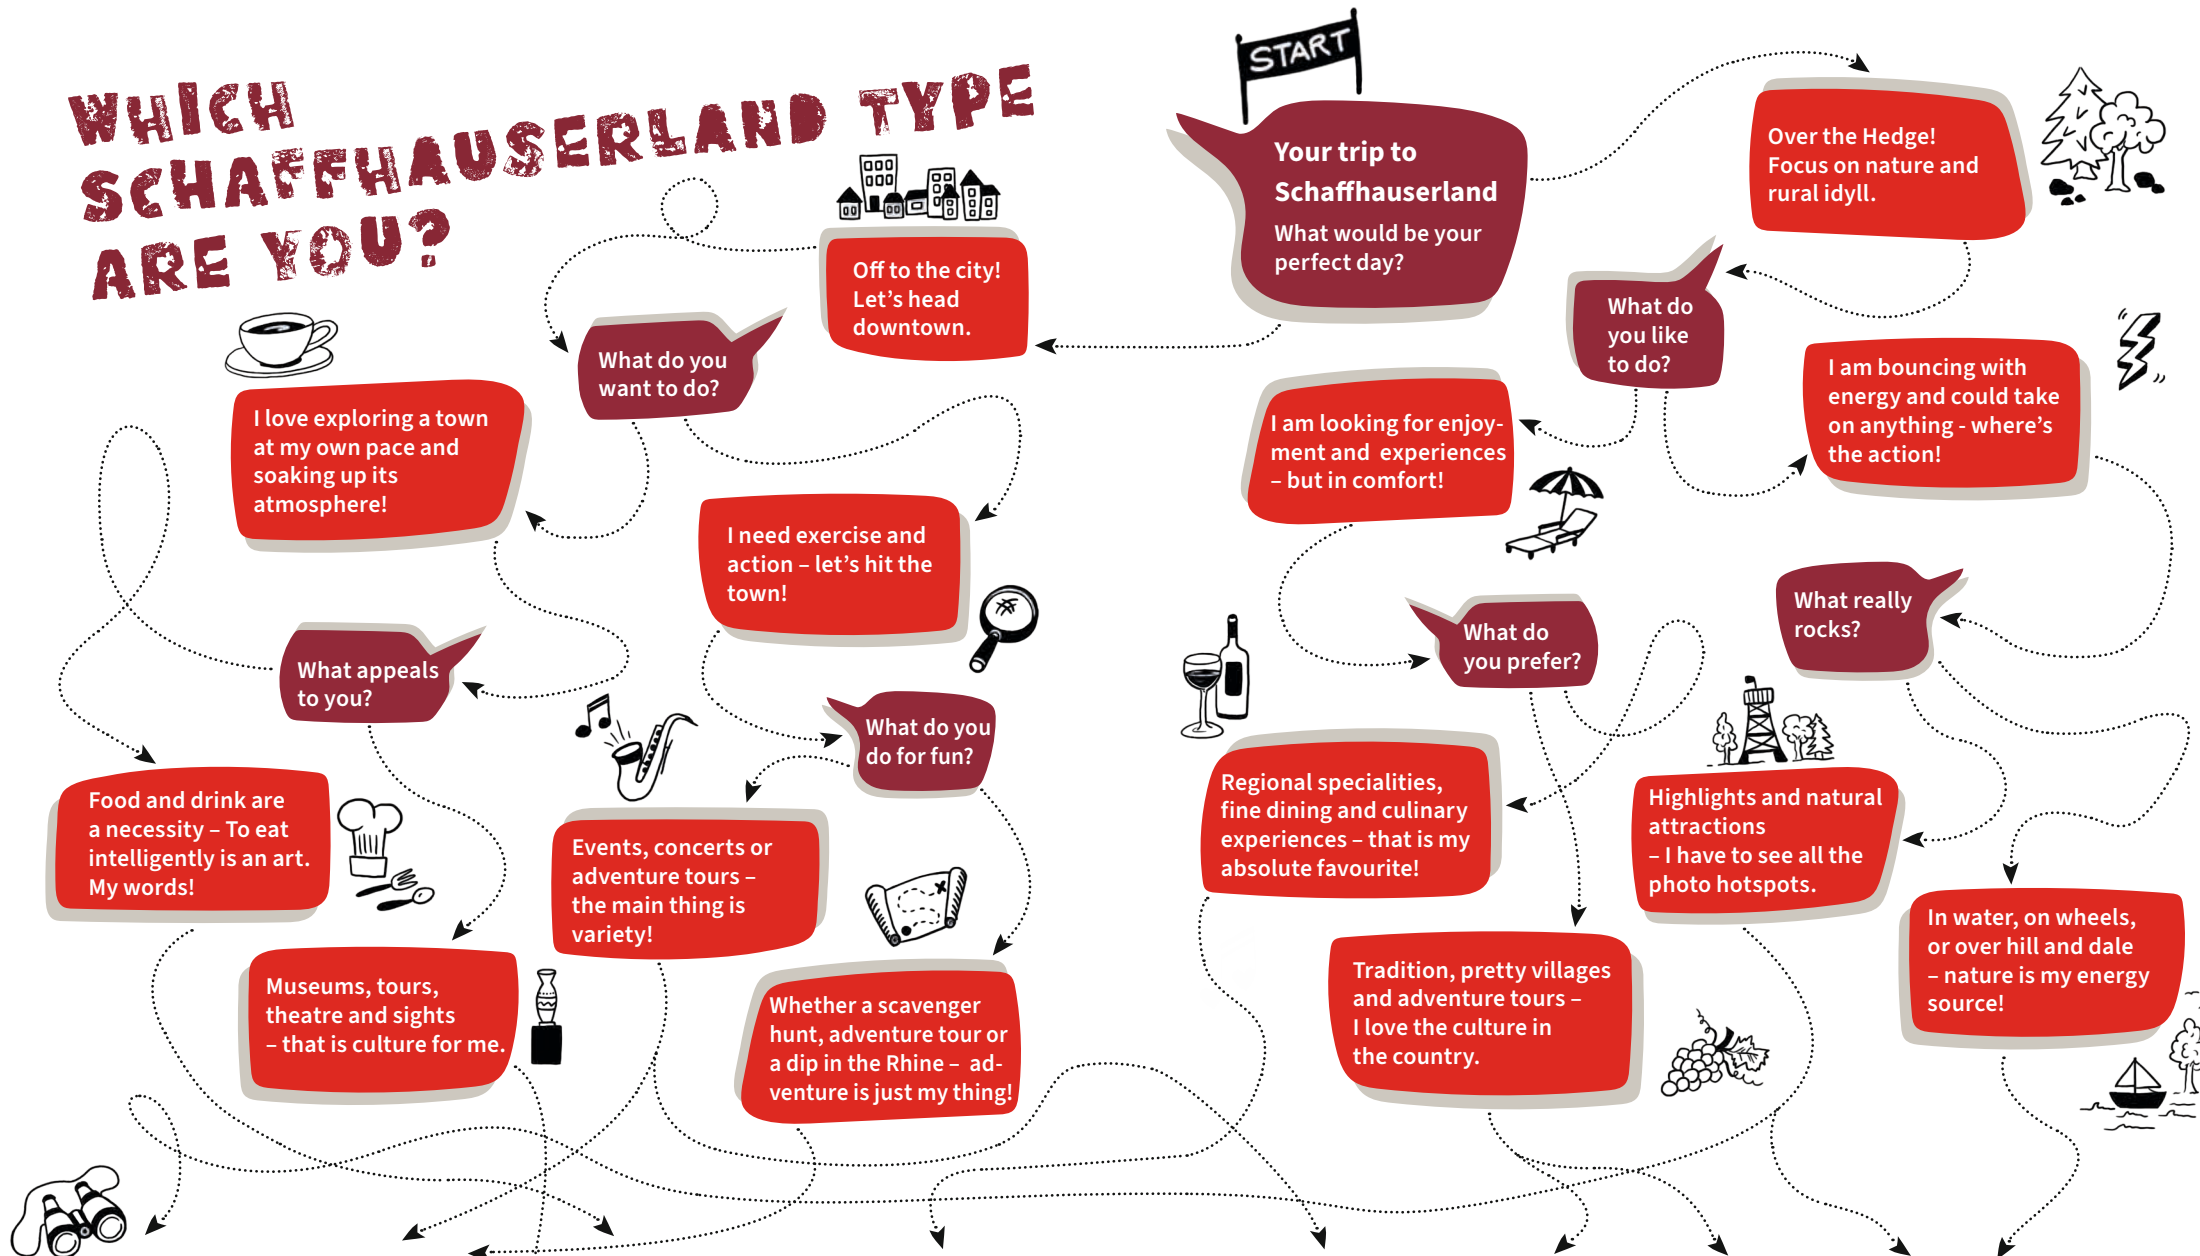 WHICH
SCHAFFHAUSERLAND TYPE
ARE YOU?
START
Your trip to
Schaffhauserland
What would be your
perfect day?
Over the Hedge!
Focus on nature and
rural idyll.
Off to the city!
Let's head
downtown.
What do you
want to do?
What do
you like
to do?
I love exploring a town
at my own pace and
soaking up its
atmosphere!
I need exercise and
action – let's hit the
town!
I am looking for enjoy-
ment and experiences
– but in comfort!
I am bouncing with
energy and could take
on anything - where's
the action!
What appeals
to you?
What do you
do for fun?
What do
you prefer?
What really
rocks?
Food and drink are
a necessity – To eat
intelligently is an art.
My words!
Museums, tours,
theatre and sights
– that is culture for me.
Events, concerts or
adventure tours –
the main thing is
variety!
Whether a scavenger
hunt, adventure tour or
a dip in the Rhine – ad-
venture is just my thing!
Regional specialities,
fine dining and culinary
experiences – that is my
absolute favourite!
Tradition, pretty villages
and adventure tours –
I love the culture in
the country.
Highlights and natural
attractions
– I have to see all the
photo hotspots.
In water, on wheels,
or over hill and dale
– nature is my energy
source!